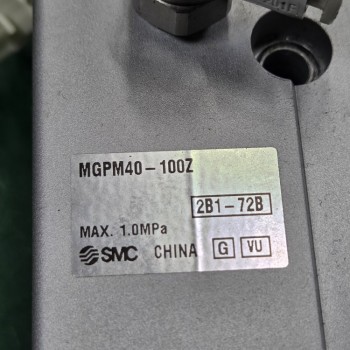 MGPM40-100Z
2B1-72B
MAX. 1.0MPa
SMC CHINA G VU